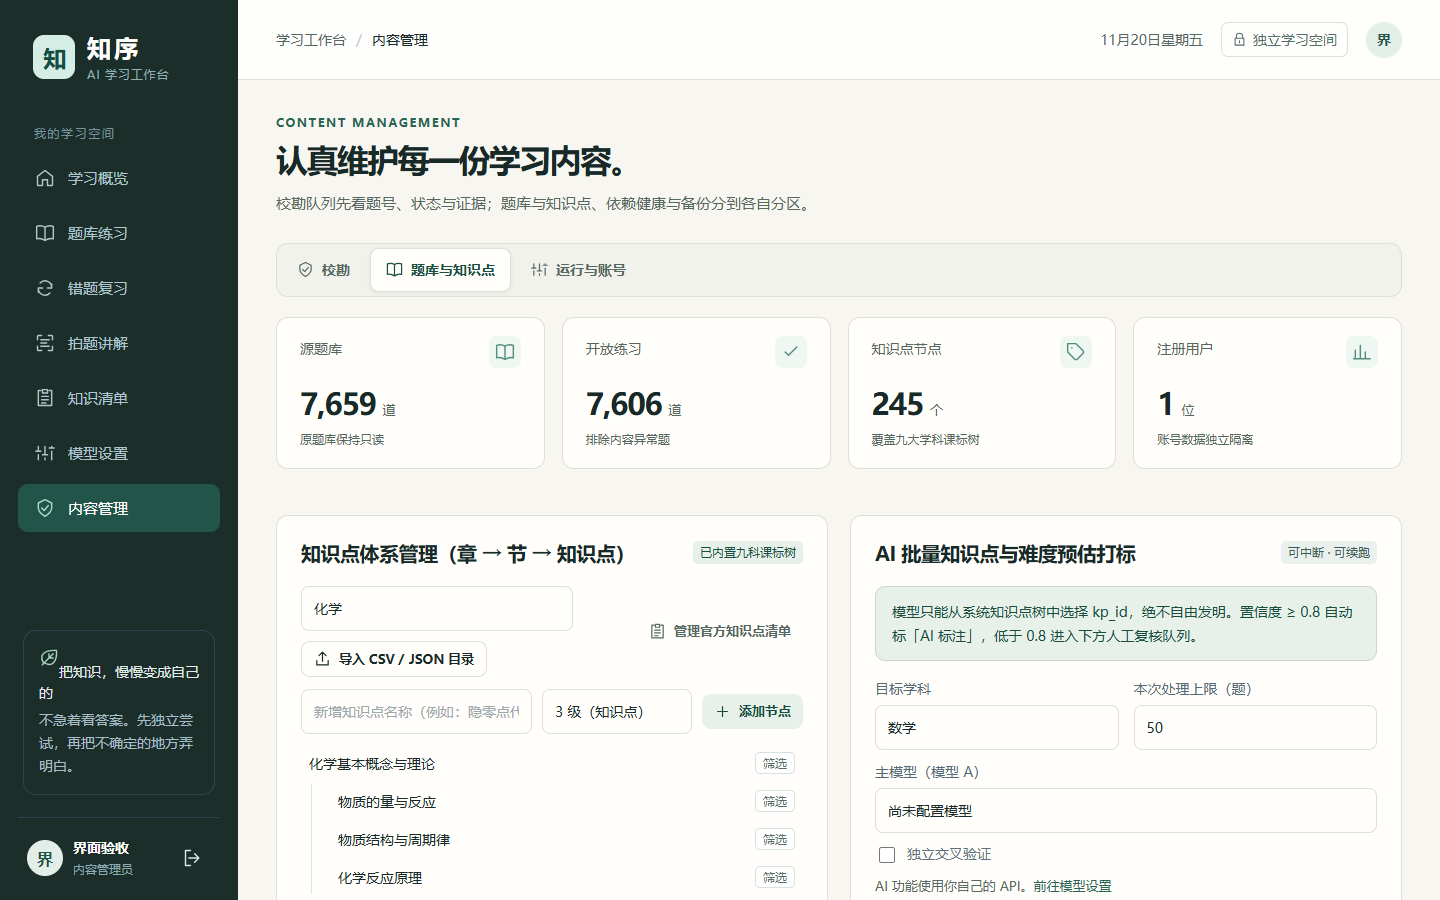 知
知序
AI 学习工作台
我的学习空间
学习概览
题库练习
错题复习
拍题讲解
知识清单
模型设置
内容管理
把知识，慢慢变成自己的
不急着看答案。先独立尝试，再把不确定的地方弄明白。
界
界面验收
内容管理员
学习工作台 / 内容管理
11月20日星期五
独立学习空间
界
CONTENT MANAGEMENT
认真维护每一份学习内容。
校勘队列先看题号、状态与证据；题库与知识点、依赖健康与备份分到各自分区。
校勘
题库与知识点
运行与账号
源题库
7,659 道
原题库保持只读
开放练习
7,606 道
排除内容异常题
知识点节点
245 个
覆盖九大学科课标树
注册用户
1 位
账号数据独立隔离
知识点体系管理（章 → 节 → 知识点）
已内置九科课标树
化学
管理官方知识点清单
导入 CSV / JSON 目录
新增知识点名称（例如：隐零点代
3 级（知识点）
添加节点
化学基本概念与理论
筛选
物质的量与反应
筛选
物质结构与周期律
筛选
化学反应原理
筛选
AI 批量知识点与难度预估打标
可中断 · 可续跑
模型只能从系统知识点树中选择 kp_id，绝不自由发明。置信度 ≥ 0.8 自动
标「AI 标注」，低于 0.8 进入下方人工复核队列。
目标学科
数学
本次处理上限（题）
50
主模型（模型 A）
尚未配置模型
独立交叉验证
AI 功能使用你自己的 API。前往模型设置